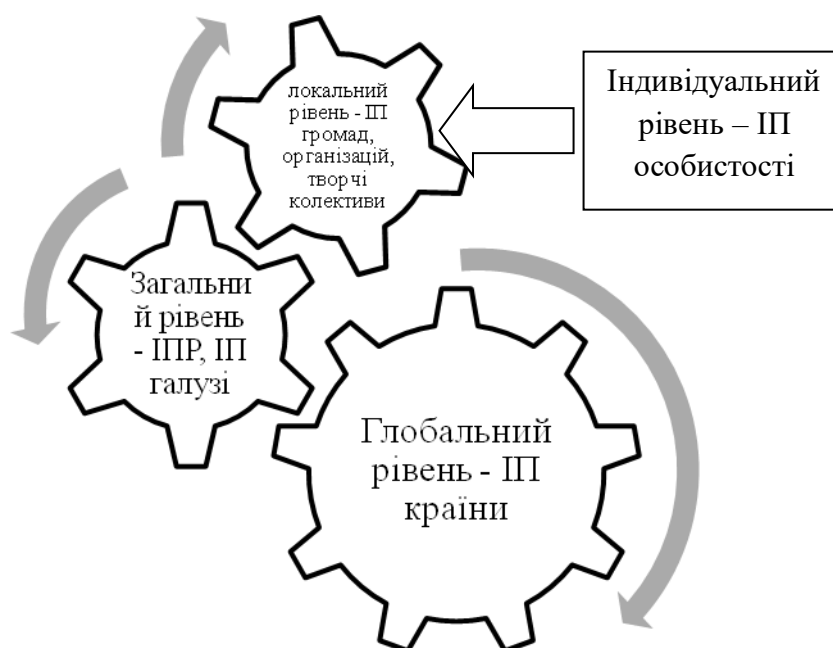 локальний
рівень - ІП
громад,
організацій,
творчі
колективи
Індивідуальний
рівень – ІП
особистості
Загальни
й рівень
- ІПР, ІП
галузі
Глобальний
рівень - ІП
країни